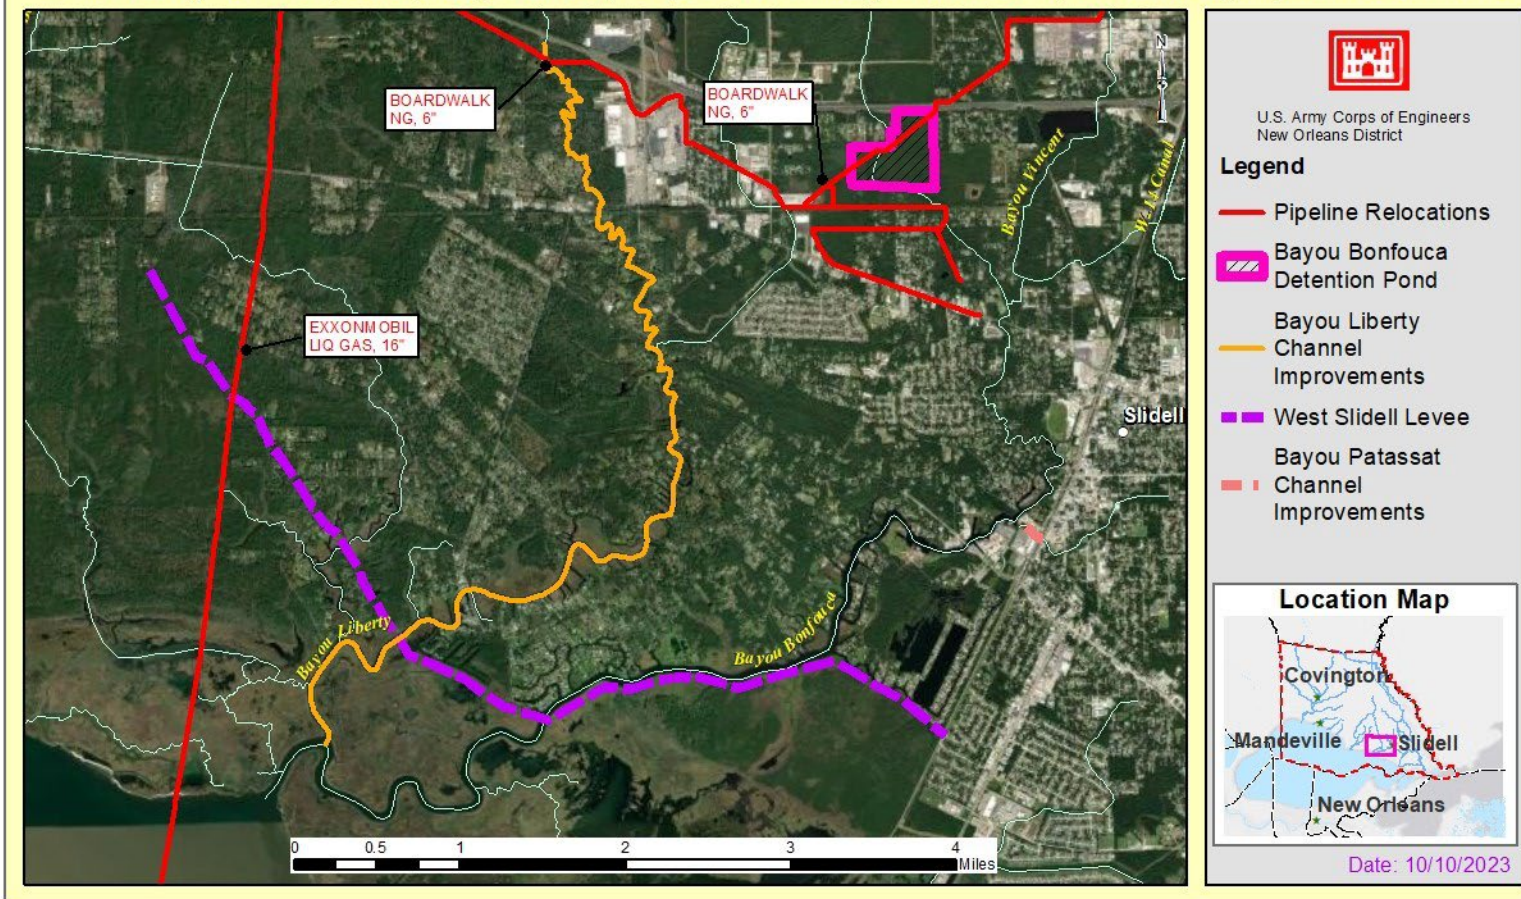 BOARDWALK
NG, 6"
BOARDWALK
NG, 6"
N
Bayou Vincent
W-14 Canal
EXXONMOBIL
LIQ GAS, 16"
Slidell
Bayou Liberty
Bayou Bonfouca
0 0.5 1 2 3 4
Miles
U.S. Army Corps of Engineers
New Orleans District
Legend
Pipeline Relocations
Bayou Bonfouca
Detention Pond
Bayou Liberty
Channel
Improvements
West Slidell Levee
Bayou Patassat
Channel
Improvements
Location Map
Covington
Mandeville
Slidell
New Orleans
Date: 10/10/2023